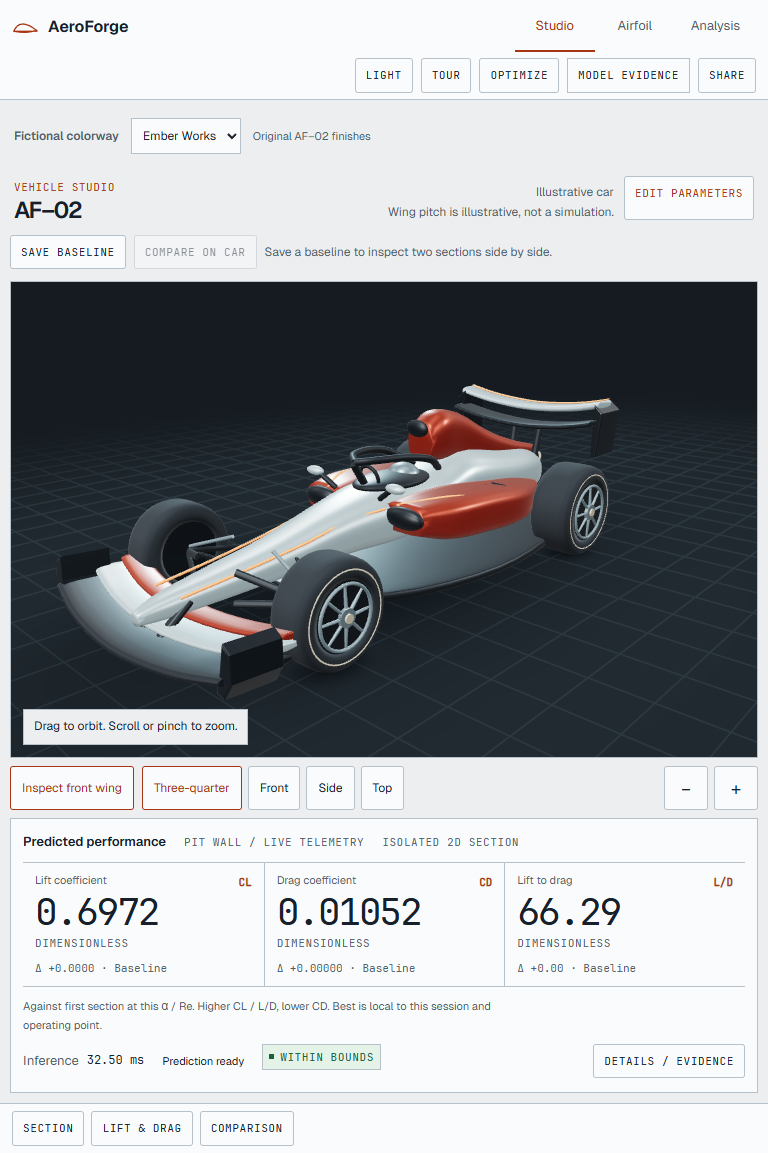 AeroForge
Studio Airfoil Analysis
LIGHT TOUR OPTIMIZE MODEL EVIDENCE SHARE
Fictional colorway Ember Works Original AF–02 finishes
VEHICLE STUDIO
AF–02
Illustrative car
Wing pitch is illustrative, not a simulation.
EDIT PARAMETERS
SAVE BASELINE COMPARE ON CAR Save a baseline to inspect two sections side by side.
Drag to orbit. Scroll or pinch to zoom.
Inspect front wing Three-quarter Front Side Top − +
Predicted performance PIT WALL / LIVE TELEMETRY ISOLATED 2D SECTION
Lift coefficient CL
0.6972
DIMENSIONLESS
Δ +0.0000 · Baseline
Drag coefficient CD
0.01052
DIMENSIONLESS
Δ +0.00000 · Baseline
Lift to drag L/D
66.29
DIMENSIONLESS
Δ +0.00 · Baseline
Against first section at this α / Re. Higher CL / L/D, lower CD. Best is local to this session and
operating point.
Inference 32.50 ms Prediction ready WITHIN BOUNDS DETAILS / EVIDENCE
SECTION LIFT & DRAG COMPARISON